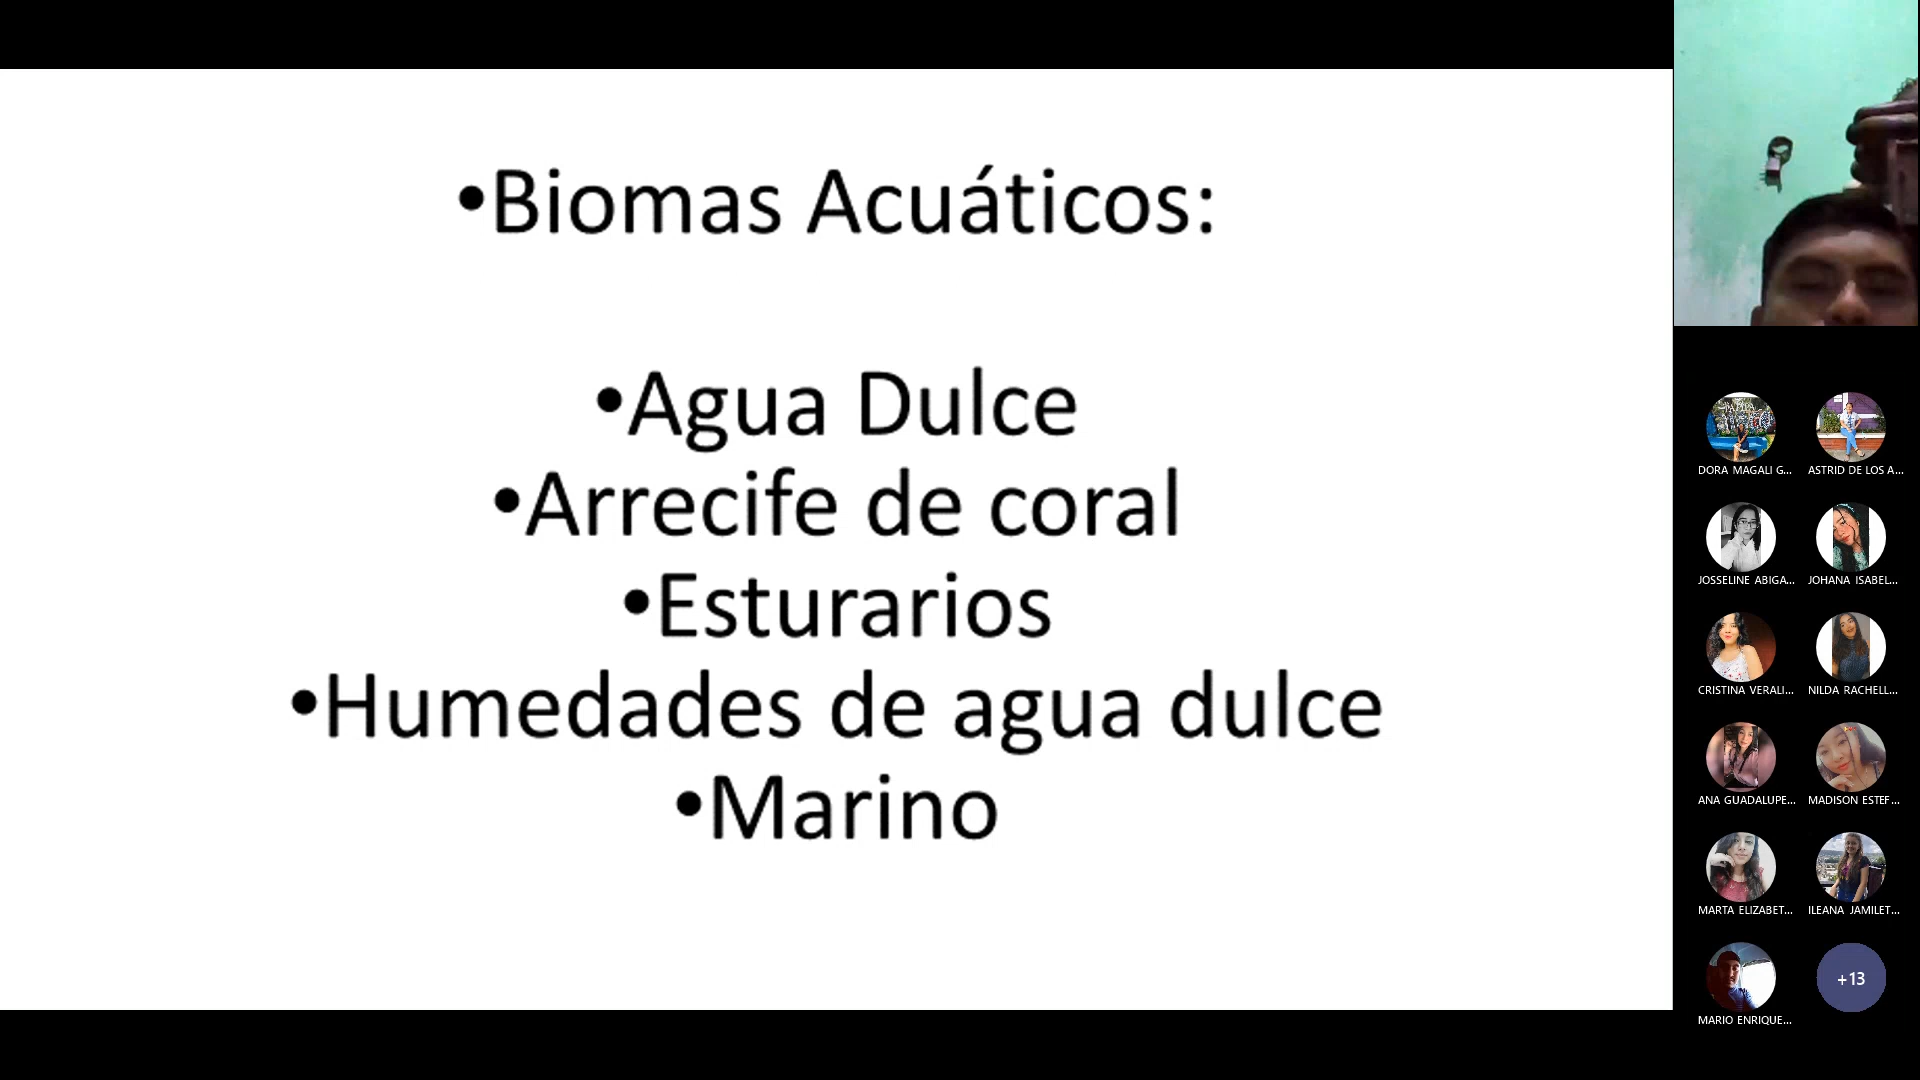 •Biomas Acuáticos:
•Agua Dulce
•Arrecife de coral
•Esturarios
•Humedades de agua dulce
•Marino
DORA MAGALI G...
ASTRID DE LOS A...
JOSSELINE ABIGA...
JOHANA ISABEL...
CRISTINA VERALI...
NILDA RACHELL...
ANA GUADALUPE...
MADISON ESTEF...
MARTA ELIZABET...
ILEANA JAMILET...
MARIO ENRIQUE...
+13